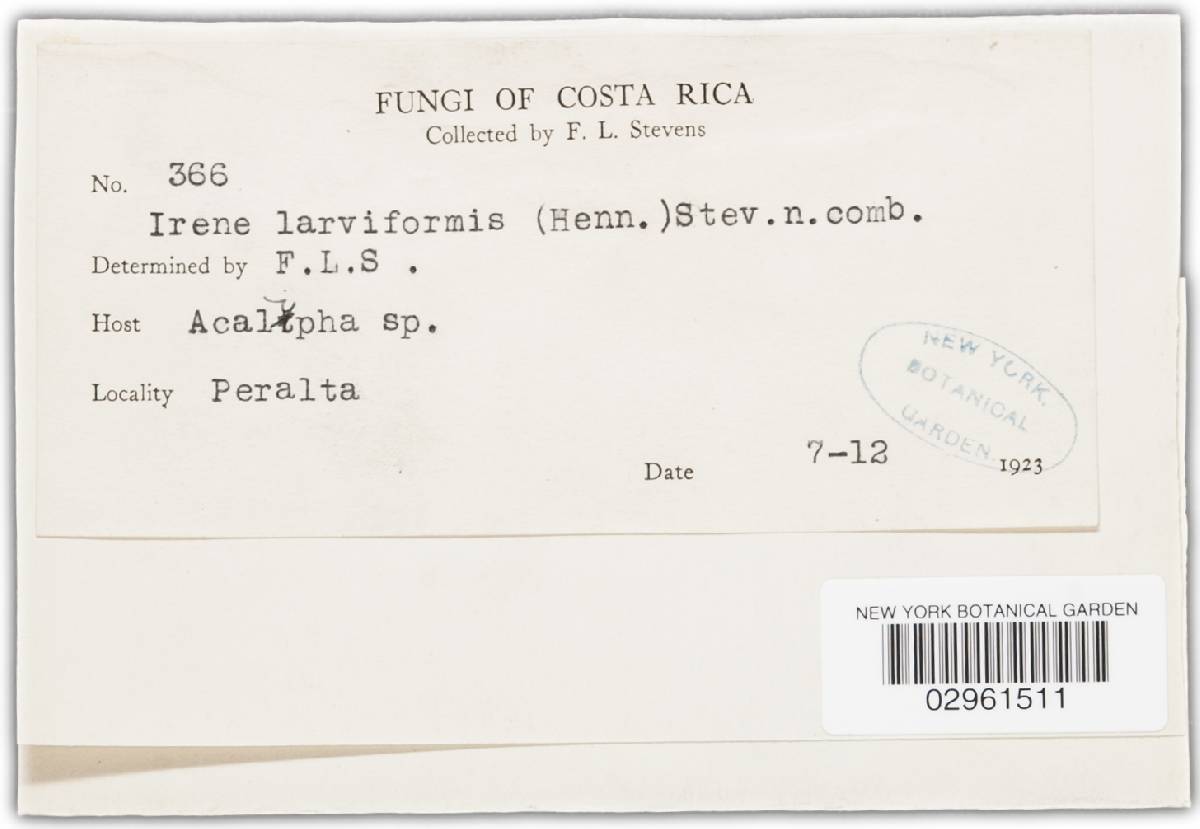 FUNGI OF COSTA RICA
Collected by F. L. Stevens
No. 366
Irene larviformis (Henn.)Stev.n.comb.
Determined by F.L.S .
Host Acalypha sp.
Locality Peralta
NEW YORK.
BOTANICAL
GARDEN.
Date 7-12 1923
NEW YORK BOTANICAL GARDEN
02961511